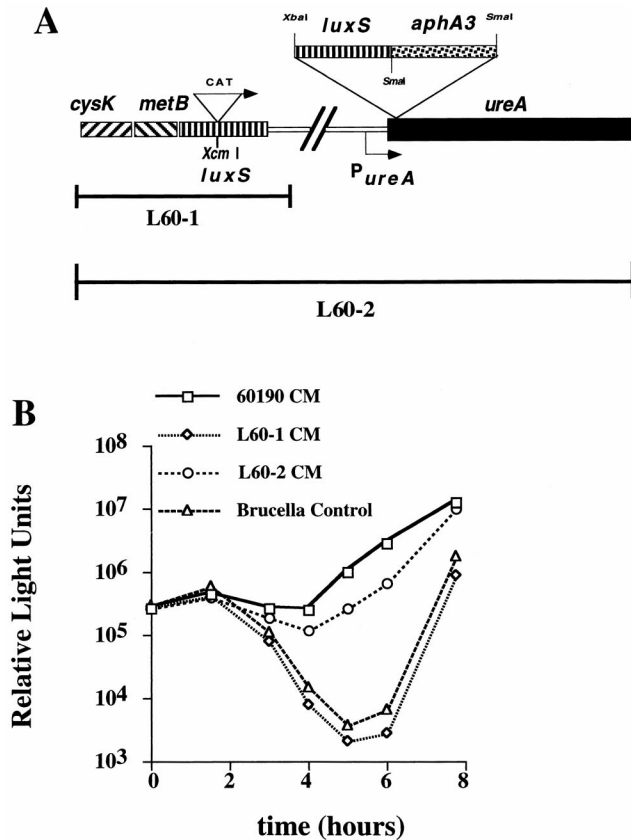 A
XbaI luxS aphA3 SmaI
SmaI
CAT
cysK metB ureA
Xcm I
luxS
PureA
L60-1
L60-2
B
60190 CM
L60-1 CM
L60-2 CM
Brucella Control
Relative Light Units
10^8
10^7
10^6
10^5
10^4
10^3
0 2 4 6 8
time (hours)